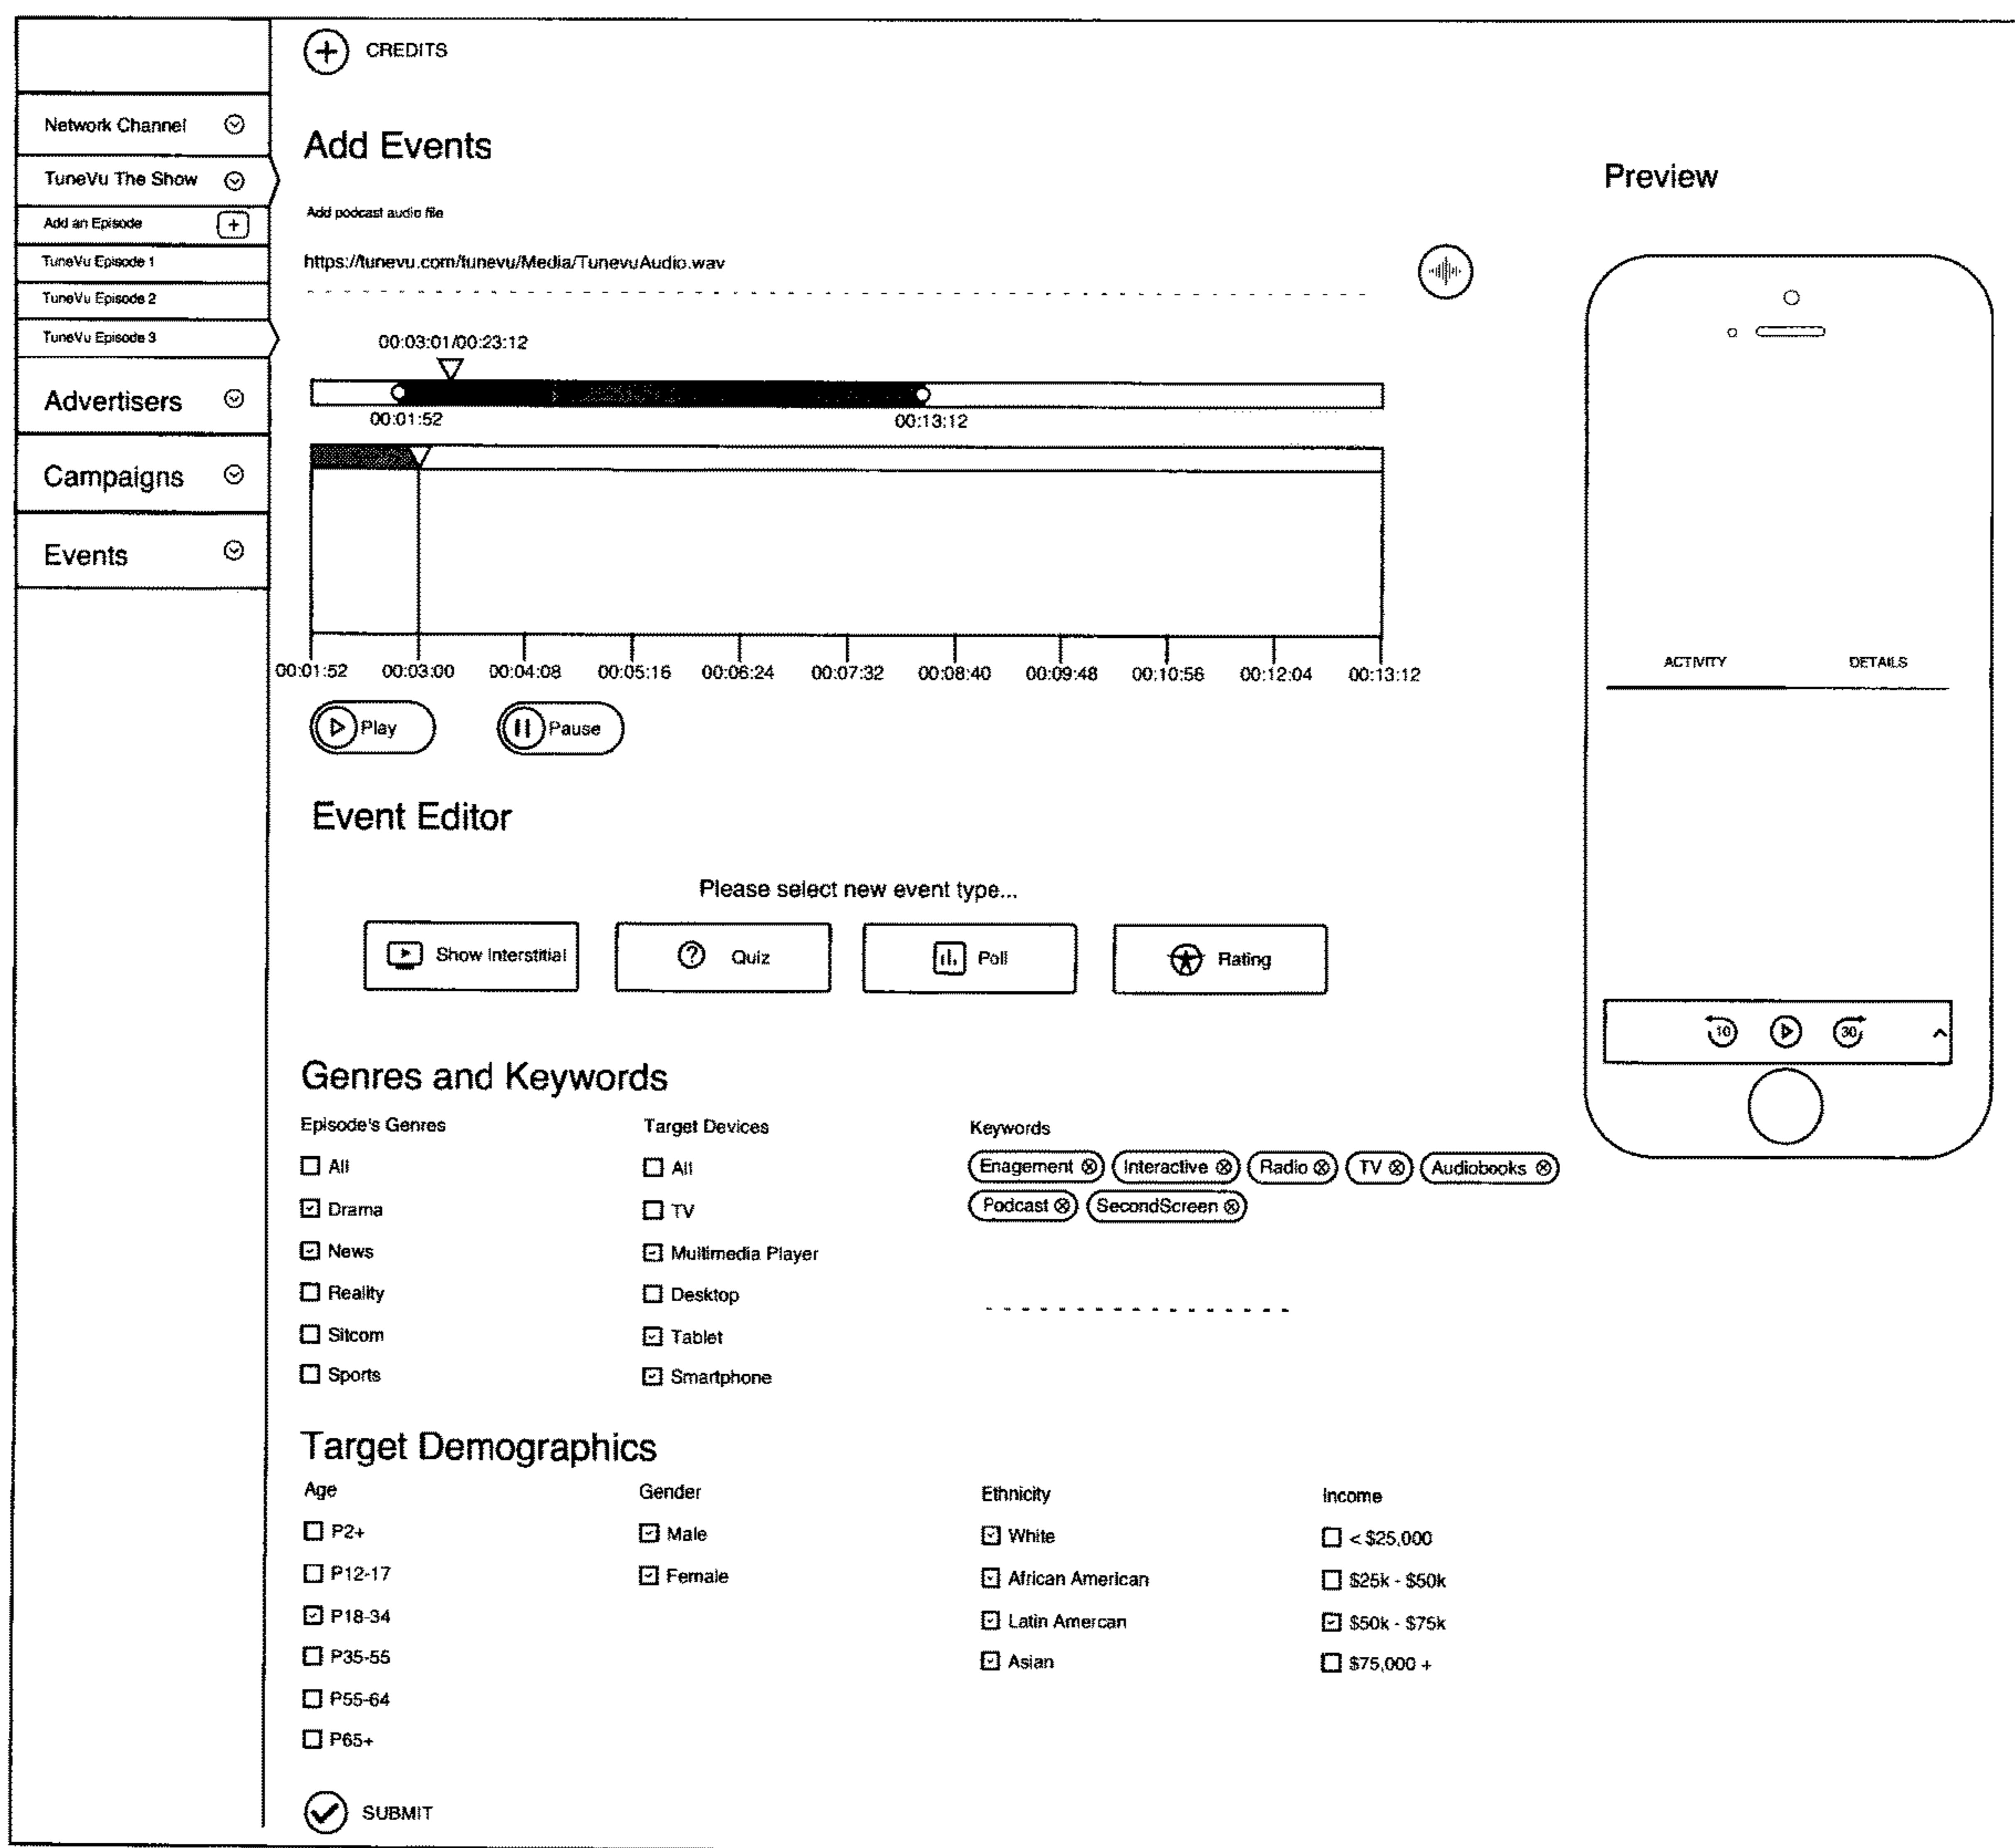 CREDITS
Network Channel
TuneVu The Show
Add an Episode
TuneVu Episode 1
TuneVu Episode 2
TuneVu Episode 3
Advertisers
Campaigns
Events
Add Events
Add podcast audio file
https://tunevu.com/tunevu/Media/TunevuAudio.wav
00:03:01/00:23:12
00:01:52 00:13:12
00:01:52 00:03:00 00:04:08 00:05:16 00:06:24 00:07:32 00:08:40 00:09:48 00:10:56 00:12:04 00:13:12
Play Pause
Event Editor
Please select new event type...
Show Interstitial Quiz Poll Rating
Genres and Keywords
Episode's Genres
All
Drama
News
Reality
Sitcom
Sports
Target Devices
All
TV
Multimedia Player
Desktop
Tablet
Smartphone
Keywords
Enagement Interactive Radio TV Audiobooks
Podcast SecondScreen
Target Demographics
Age
P2+
P12-17
P18-34
P35-55
P55-64
P65+
Gender
Male
Female
Ethnicity
White
African American
Latin Amercan
Asian
Income
< $25,000
$25k - $50k
$50k - $75k
$75,000 +
SUBMIT
Preview
ACTIVITY DETAILS
10 30